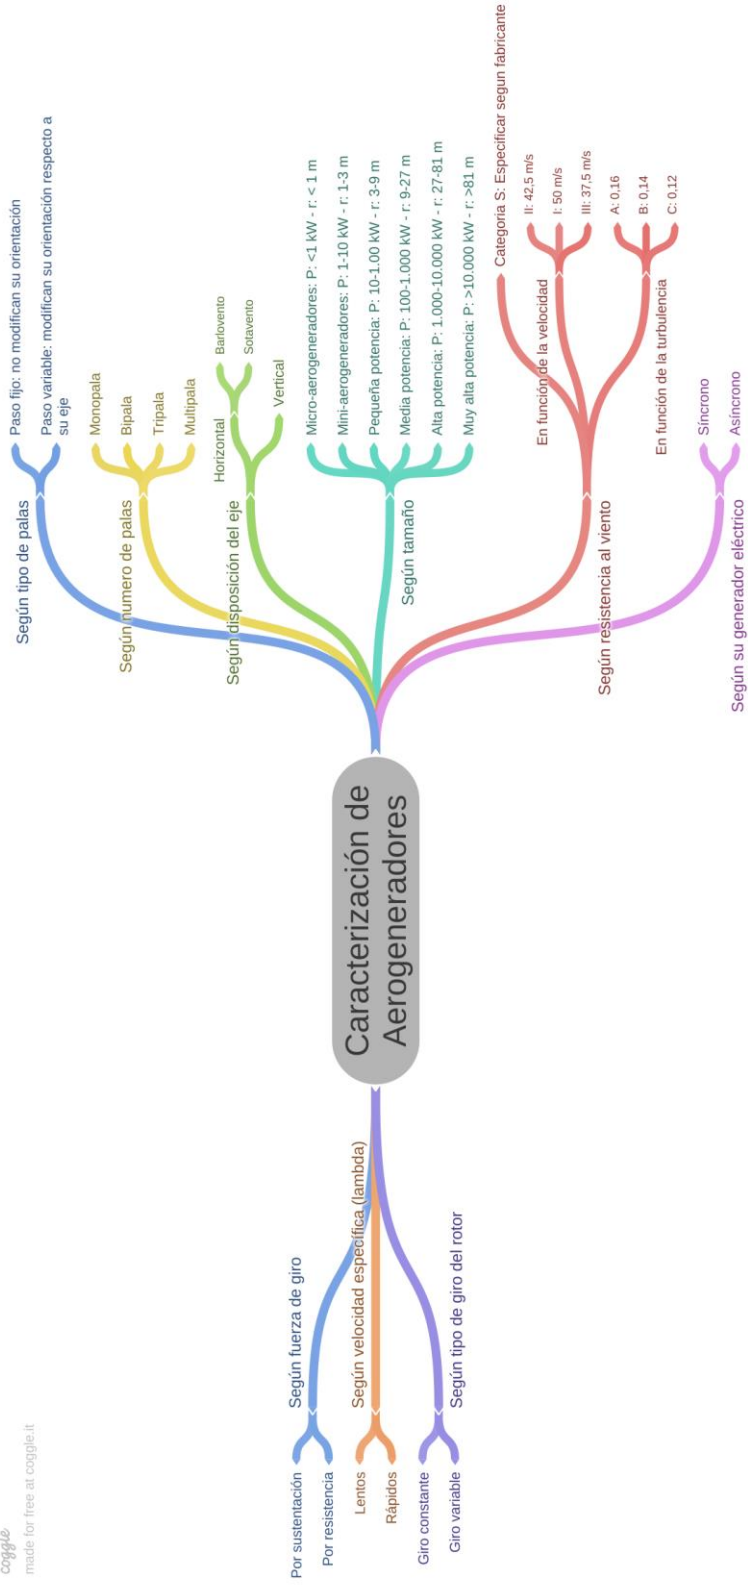 coggle
made for free at coggle.it
Caracterización de
Aerogeneradores
Según tipo de palas
Paso fijo: no modifican su orientación
Paso variable: modifican su orientación respecto a
su eje
Según numero de palas
Monopala
Bipala
Tripala
Multipala
Según disposición del eje
Horizontal
Barlovento
Sotavento
Vertical
Según tamaño
Micro-aerogeneradores: P: <1 kW - r: < 1 m
Mini-aerogeneradores: P: 1-10 kW - r: 1-3 m
Pequeña potencia: P: 10-1.00 kW - r: 3-9 m
Media potencia: P: 100-1.000 kW - r: 9-27 m
Alta potencia: P: 1.000-10.000 kW - r: 27-81 m
Muy alta potencia: P: >10.000 kW - r: >81 m
Según resistencia al viento
Categoria S: Especificar segun fabricante
En función de la velocidad
II: 42,5 m/s
I: 50 m/s
III: 37,5 m/s
En función de la turbulencia
A: 0,16
B: 0,14
C: 0,12
Según su generador eléctrico
Síncrono
Asíncrono
Según fuerza de giro
Por sustentación
Por resistencia
Según velocidad específica (lambda)
Lentos
Rápidos
Según tipo de giro del rotor
Giro constante
Giro variable